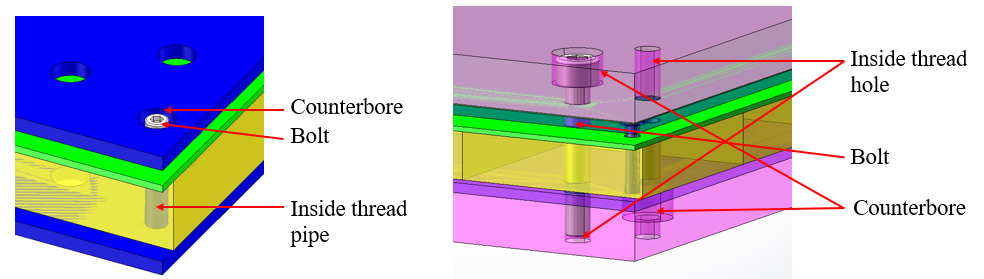 Counterbore
Bolt
Inside thread
pipe
Inside thread
hole
Bolt
Counterbore